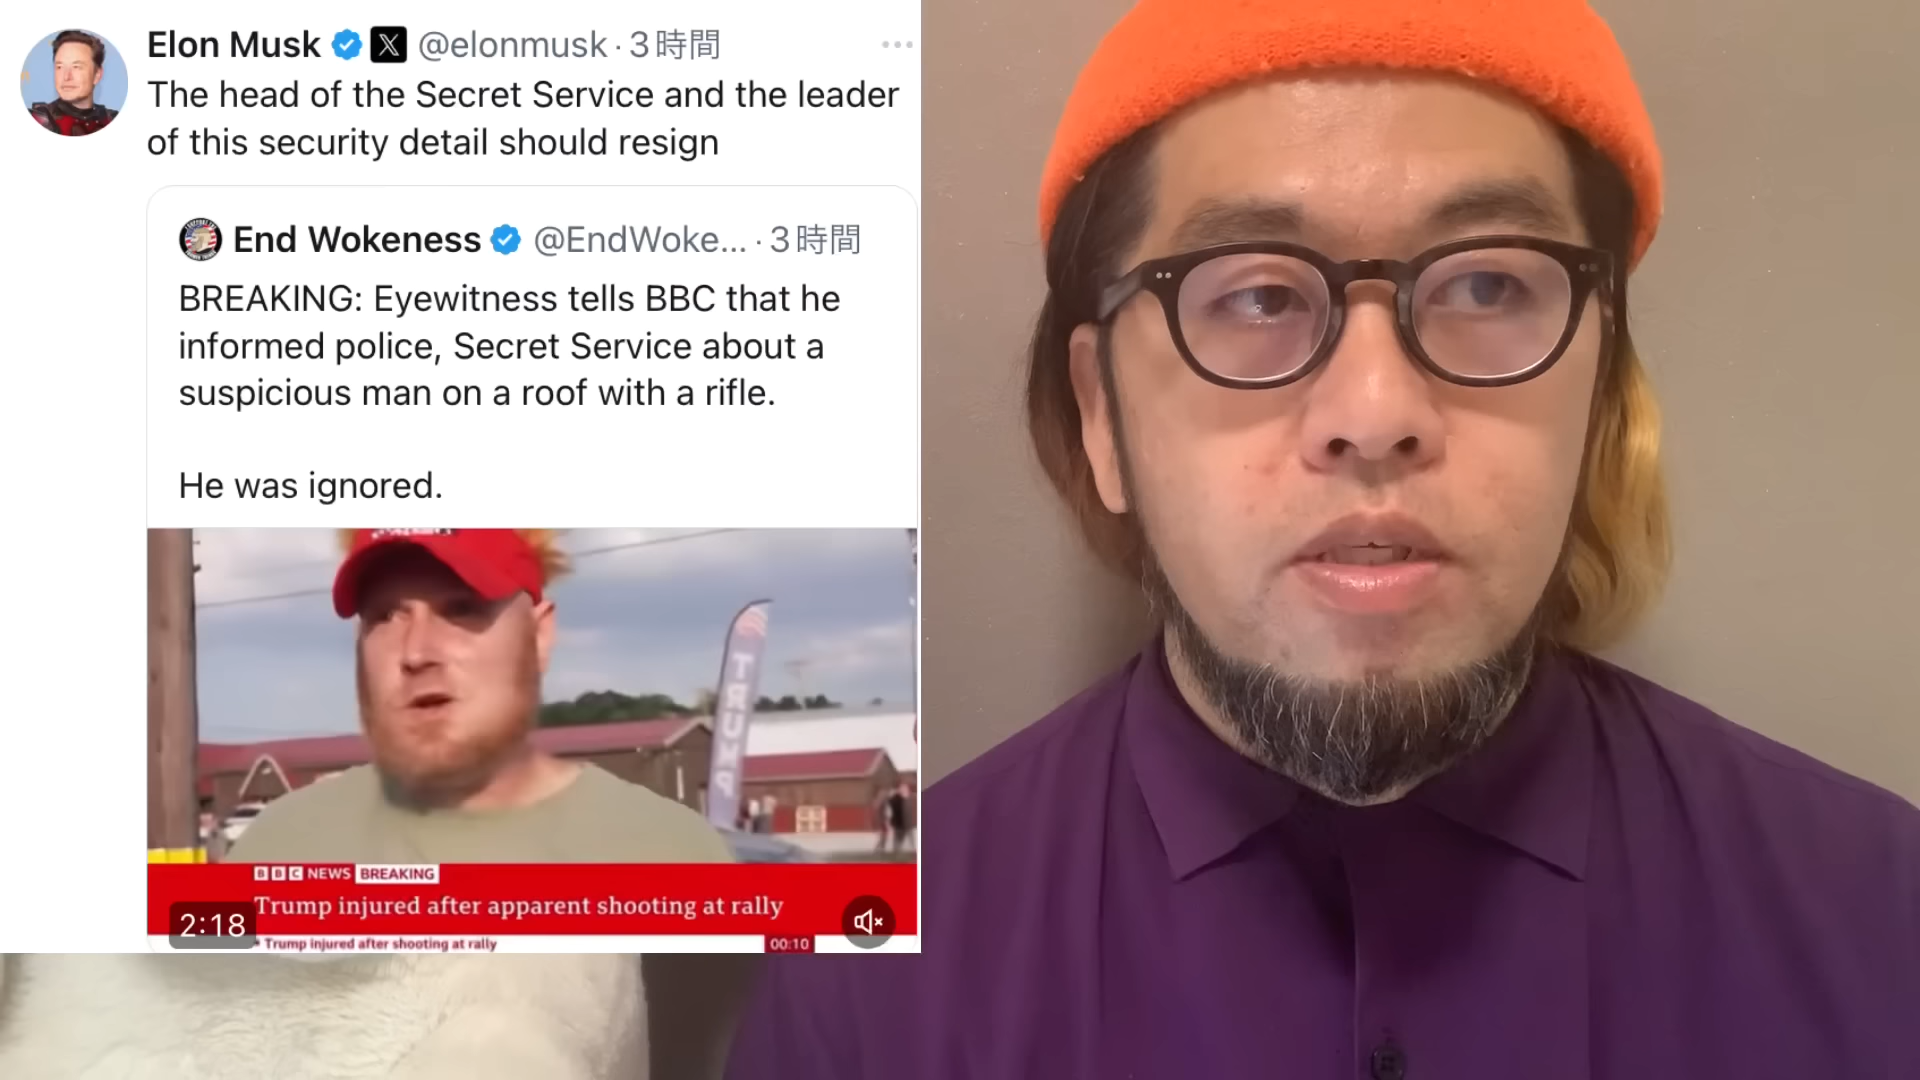 Elon Musk @elonmusk · 3時間
The head of the Secret Service and the leader
of this security detail should resign
End Wokeness @EndWoke... · 3時間
BREAKING: Eyewitness tells BBC that he
informed police, Secret Service about a
suspicious man on a roof with a rifle.
He was ignored.
TRUMP
BBC NEWS BREAKING
Trump injured after apparent shooting at rally
2:18
Trump injured after shooting at rally
00:10